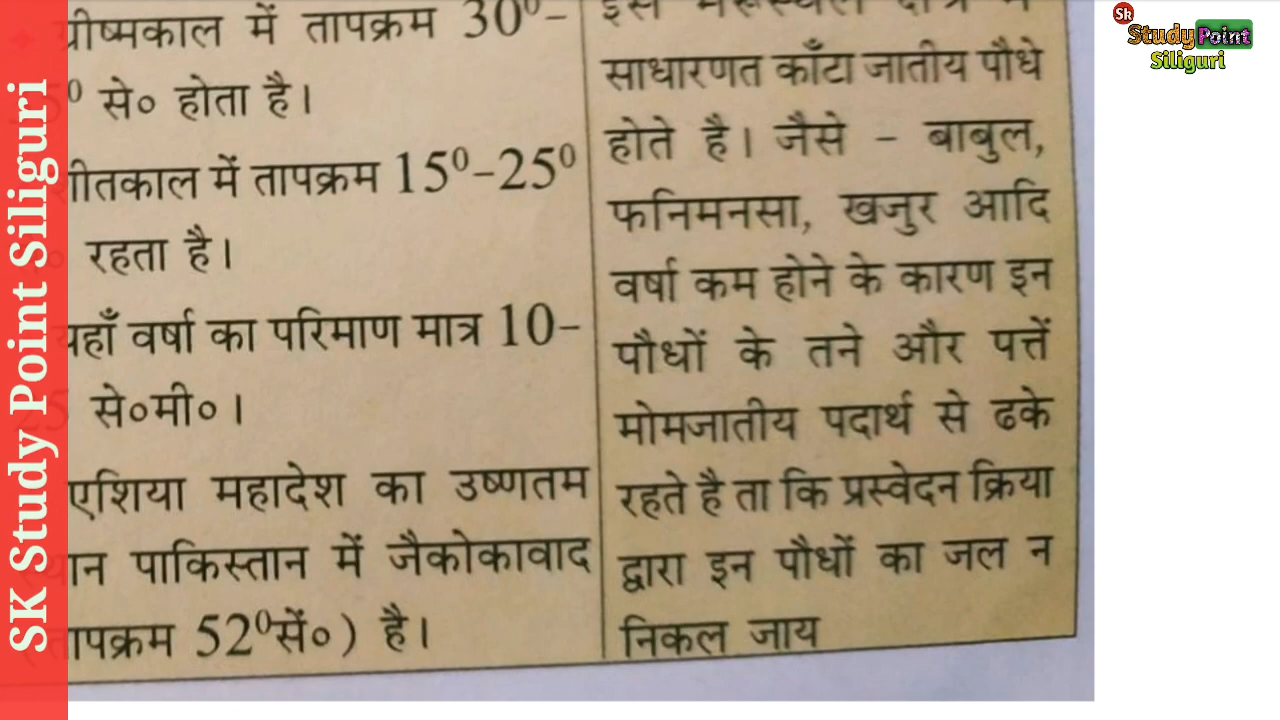 SK Study Point Siliguri
ग्रीष्मकाल में तापक्रम 30⁰–
5⁰ से० होता है।
शीतकाल में तापक्रम 15⁰–25⁰
रहता है।
यहाँ वर्षा का परिमाण मात्र 10–
से०मी०।
एशिया महादेश का उष्णतम
पाकिस्तान में जैकोकावाद
तापक्रम 52⁰सें०) है।
साधारणत काँटा जातीय पौधे
होते है। जैसे – बाबुल,
फनिमनसा, खजुर आदि
वर्षा कम होने के कारण इन
पौधों के तने और पत्तें
मोमजातीय पदार्थ से ढके
रहते है ता कि प्रस्वेदन क्रिया
द्वारा इन पौधों का जल न
निकल जाय
Sk
Study Point
Siliguri